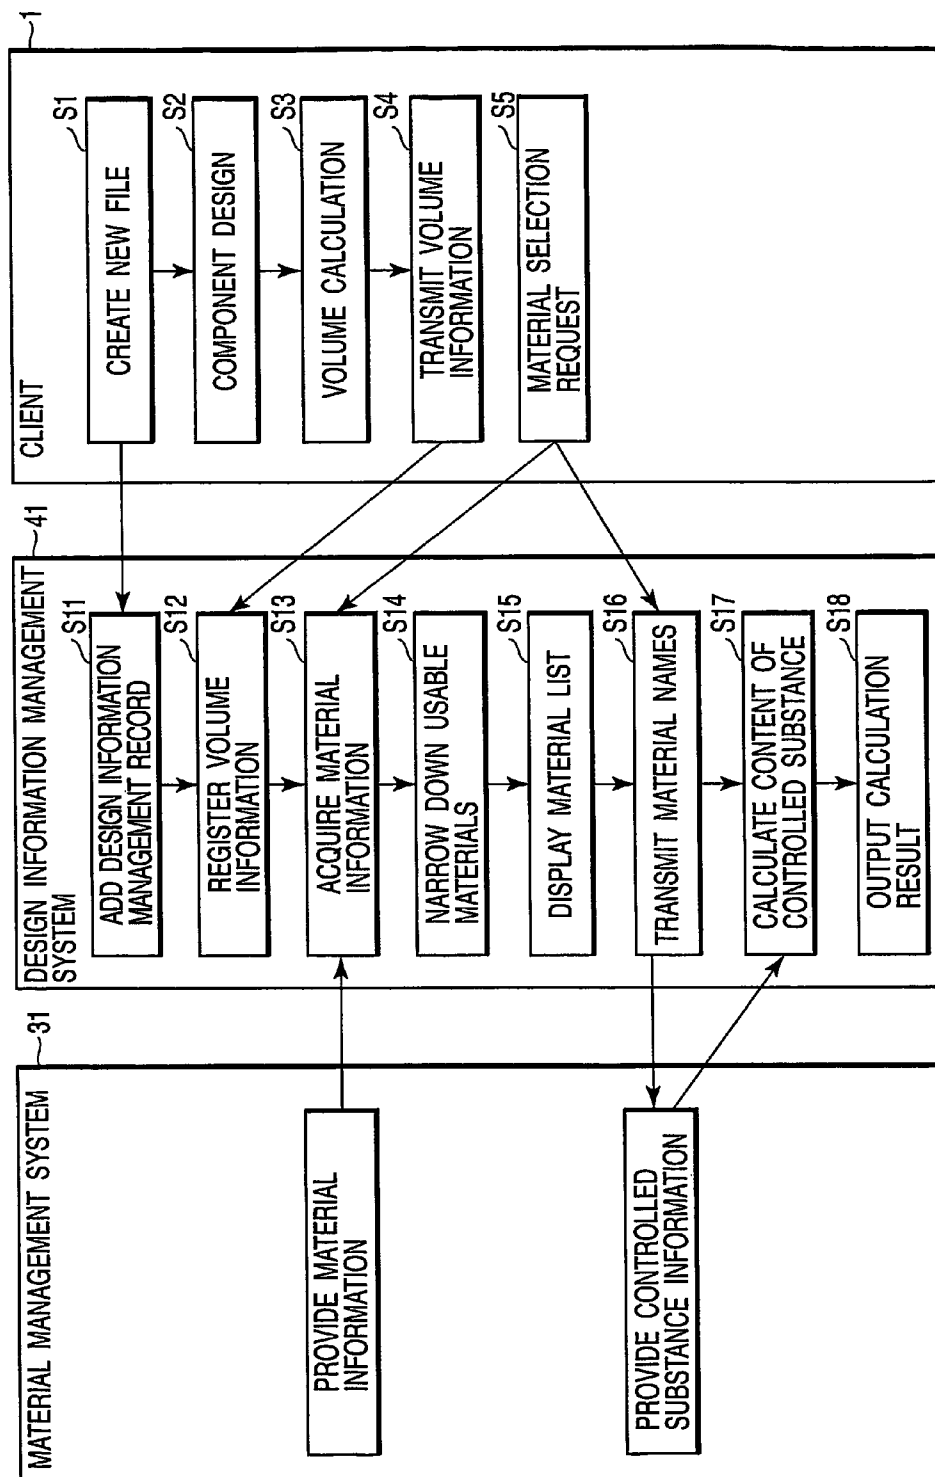 MATERIAL MANAGEMENT SYSTEM
31
PROVIDE MATERIAL
INFORMATION
PROVIDE CONTROLLED
SUBSTANCE INFORMATION
DESIGN INFORMATION MANAGEMENT
SYSTEM
41
S11
ADD DESIGN INFORMATION
MANAGEMENT RECORD
S12
REGISTER VOLUME
INFORMATION
S13
ACQUIRE MATERIAL
INFORMATION
S14
NARROW DOWN USABLE
MATERIALS
S15
DISPLAY MATERIAL LIST
S16
TRANSMIT MATERIAL NAMES
S17
CALCULATE CONTENT OF
CONTROLLED SUBSTANCE
S18
OUTPUT CALCULATION
RESULT
CLIENT
1
S1
CREATE NEW FILE
S2
COMPONENT DESIGN
S3
VOLUME CALCULATION
S4
TRANSMIT VOLUME
INFORMATION
S5
MATERIAL SELECTION
REQUEST